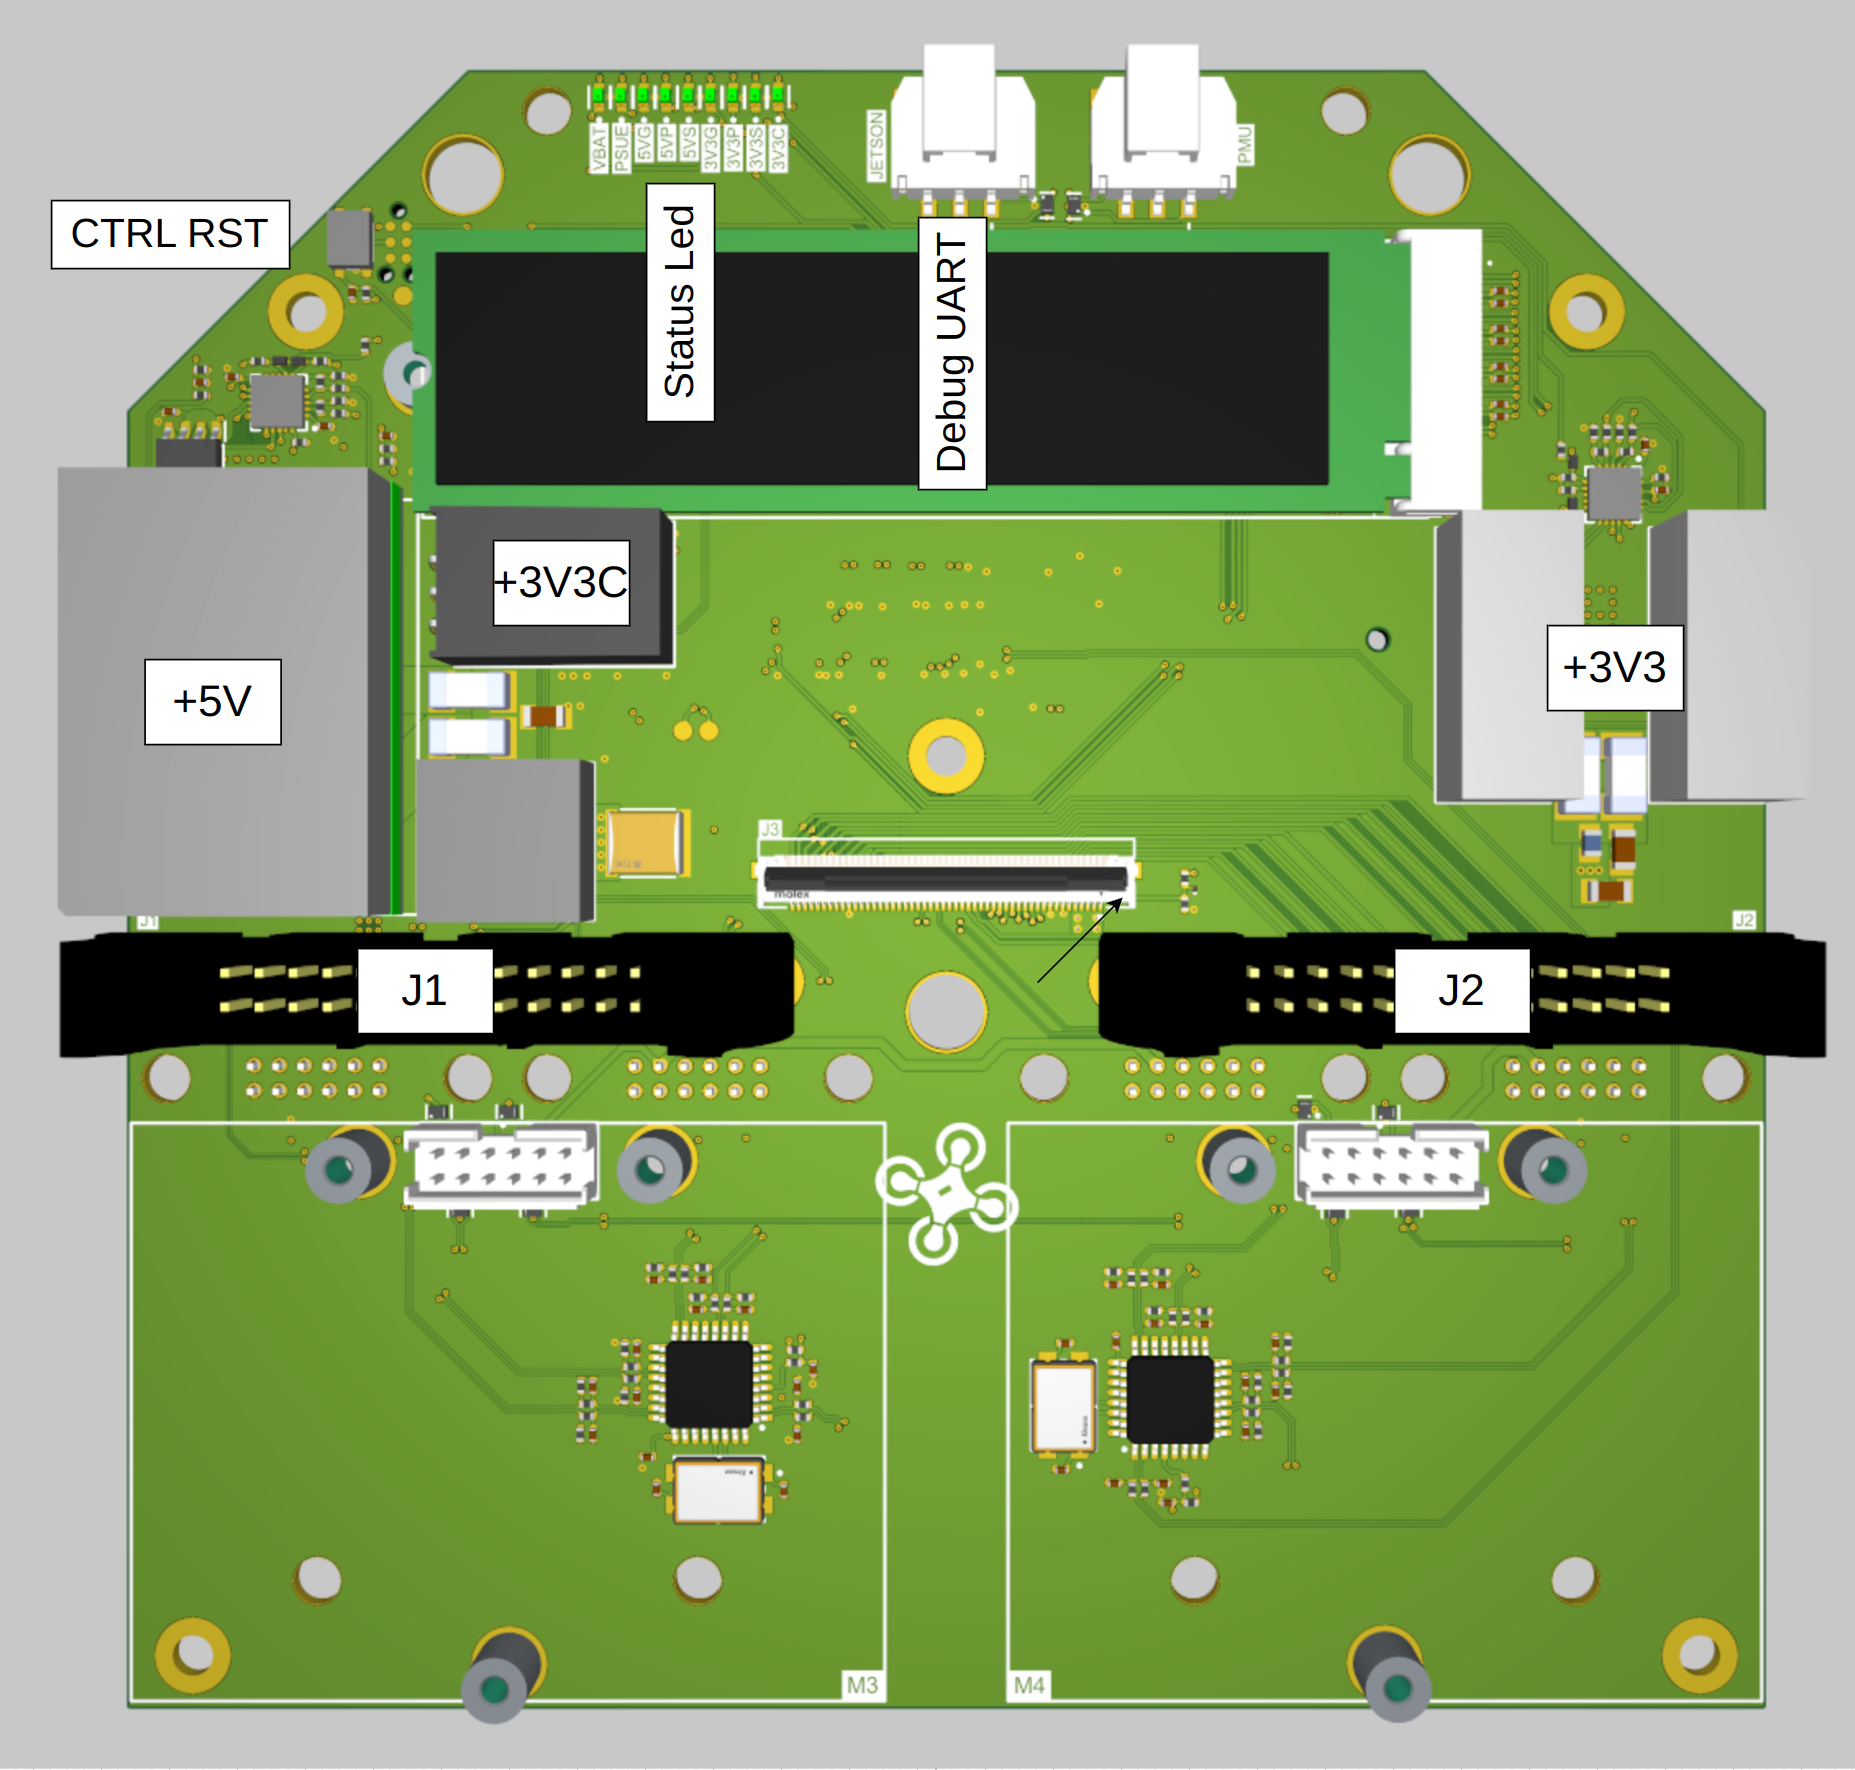 VBAT
PSUE
5VG
5VP
5VS
3V3G
3V3P
3V3S
3V3C
JETSON
PMU
CTRL RST
Status Led
Debug UART
+3V3C
+5V
+3V3
J3
molex
J1
J2
J1
J2
M3
M4